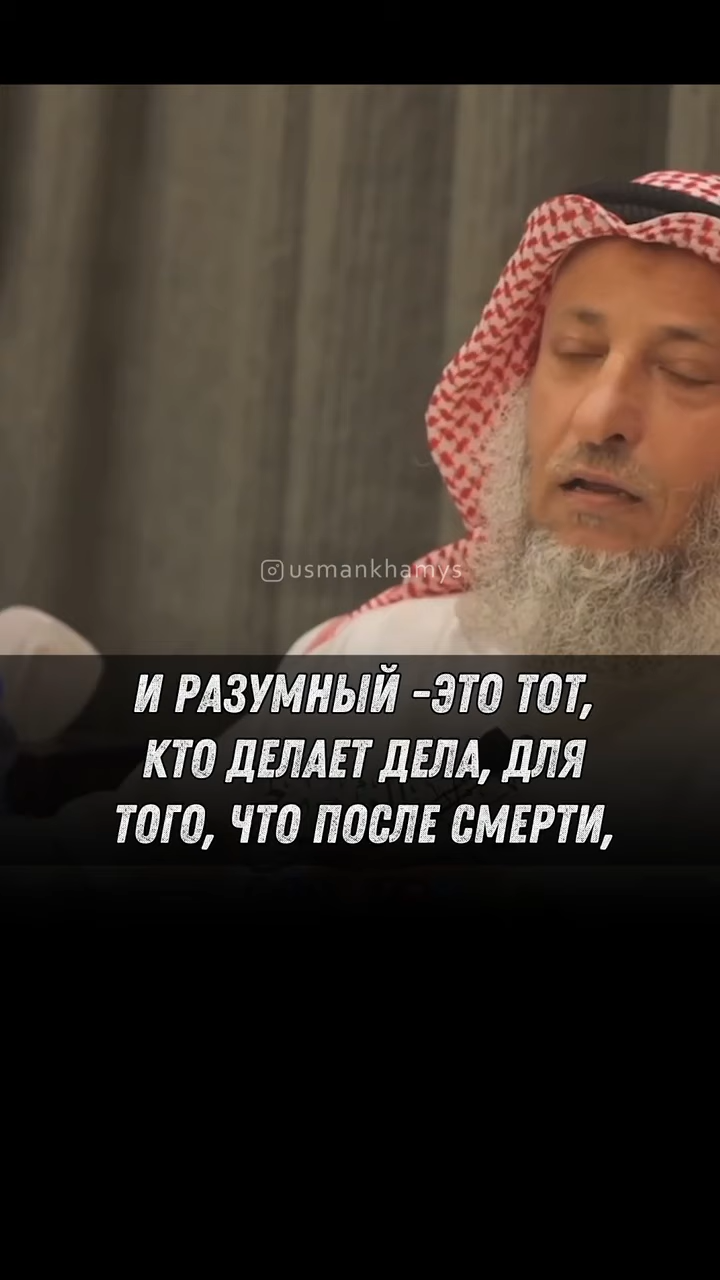 usmankhamys
И РАЗУМНЫЙ -ЭТО ТОТ,
КТО ДЕЛАЕТ ДЕЛА, ДЛЯ
ТОГО, ЧТО ПОСЛЕ СМЕРТИ,